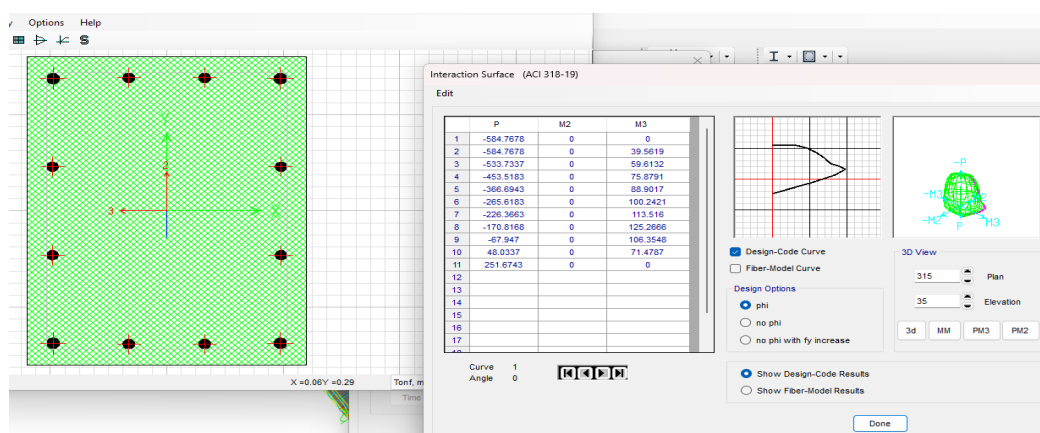 Options Help
S
Interaction Surface (ACI 318-19)
Edit
P M2 M3
1 -584.7678 0 0
2 -584.7678 0 39.5619
3 -533.7337 0 59.6132
4 -453.5183 0 75.8791
5 -366.6943 0 88.9017
6 -265.6183 0 100.2421
7 -226.3663 0 113.516
8 -170.8168 0 125.2666
9 -67.947 0 106.3548
10 48.0337 0 71.4787
11 251.6743 0 0
12
13
14
15
16
17
Curve 1
Angle 0
Design-Code Curve
Fiber-Model Curve
Design Options
phi
no phi
no phi with fy increase
Show Design-Code Results
Show Fiber-Model Results
-P
-M3
-M2
P
M3
3D View
315 Plan
35 Elevation
3d MM PM3 PM2
Done
2
3
X =0.06Y =0.29 Tonf, m
Time